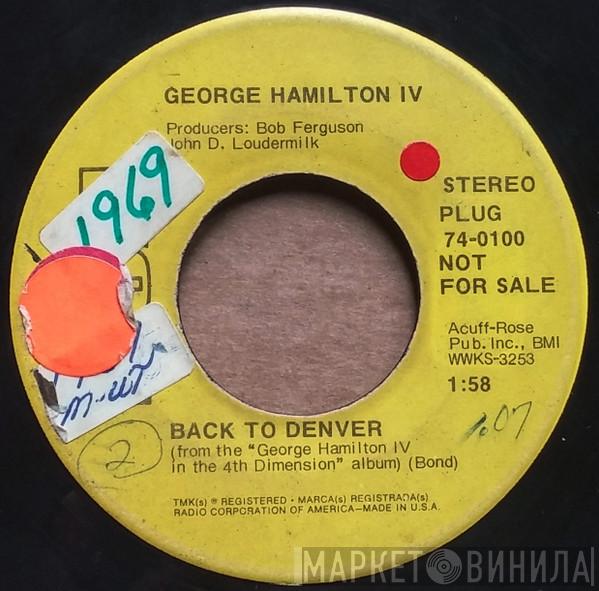 GEORGE HAMILTON IV
Producers: Bob Ferguson
John D. Loudermilk
1969
STEREO
PLUG
74-0100
NOT
FOR SALE
Acuff-Rose
Pub. Inc., BMI
WWKS-3253
1:58
1:07
2
BACK TO DENVER
(from the "George Hamilton IV
in the 4th Dimension" album) (Bond)
TMK(s) ® REGISTERED • MARCA(s) REGISTRADA(s)
RADIO CORPORATION OF AMERICA—MADE IN U.S.A.
МАРКЕТ ВИНИЛА